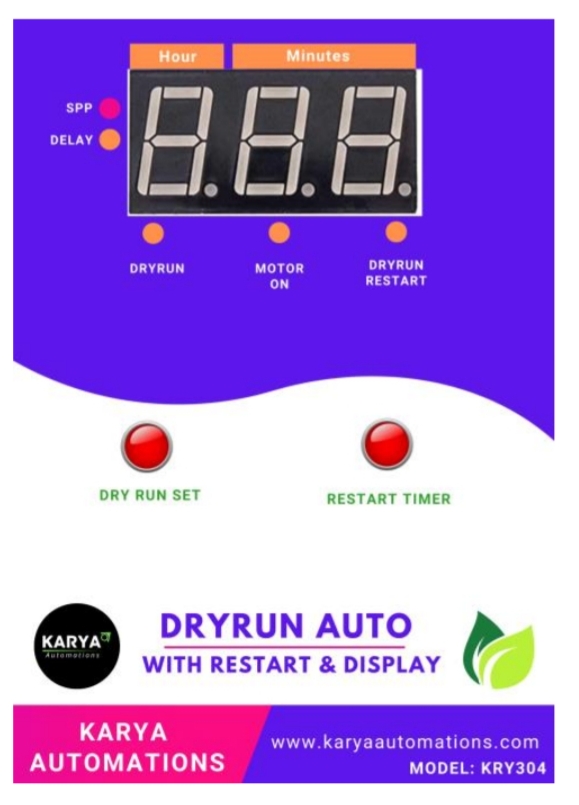 Hour Minutes
SPP
DELAY
DRYRUN
MOTOR
ON
DRYRUN
RESTART
DRY RUN SET
RESTART TIMER
KARYA
Automations
DRYRUN AUTO
WITH RESTART & DISPLAY
KARYA
AUTOMATIONS
www.karyaautomations.com
MODEL: KRY304